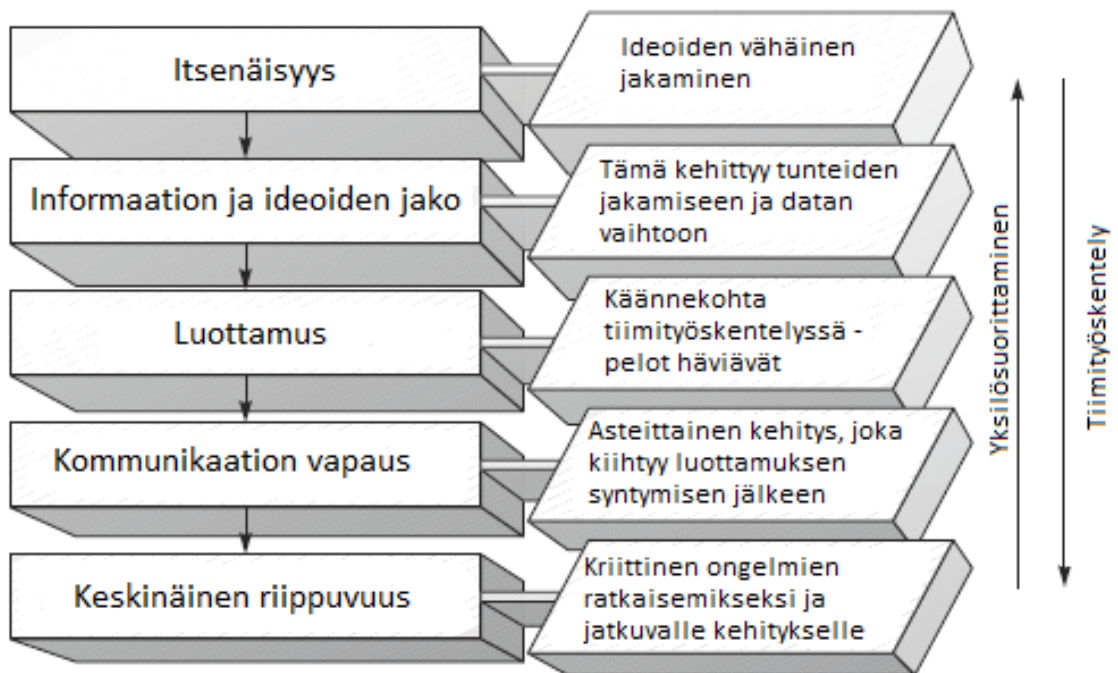 Itsenäisyys
Ideoiden vähäinen
jakaminen
Informaation ja ideoiden jako
Tämä kehittyy tunteiden
jakamiseen ja datan
vaihtoon
Luottamus
Käännekohta
tiimityöskentelyssä -
pelot häviävät
Kommunikaation vapaus
Asteittainen kehitys, joka
kiihtyy luottamuksen
syntymisen jälkeen
Keskinäinen riippuvuus
Kriittinen ongelmien
ratkaisemikseksi ja
jatkuvalle kehitykselle
Yksilösuorittaminen
Tiimityöskentely